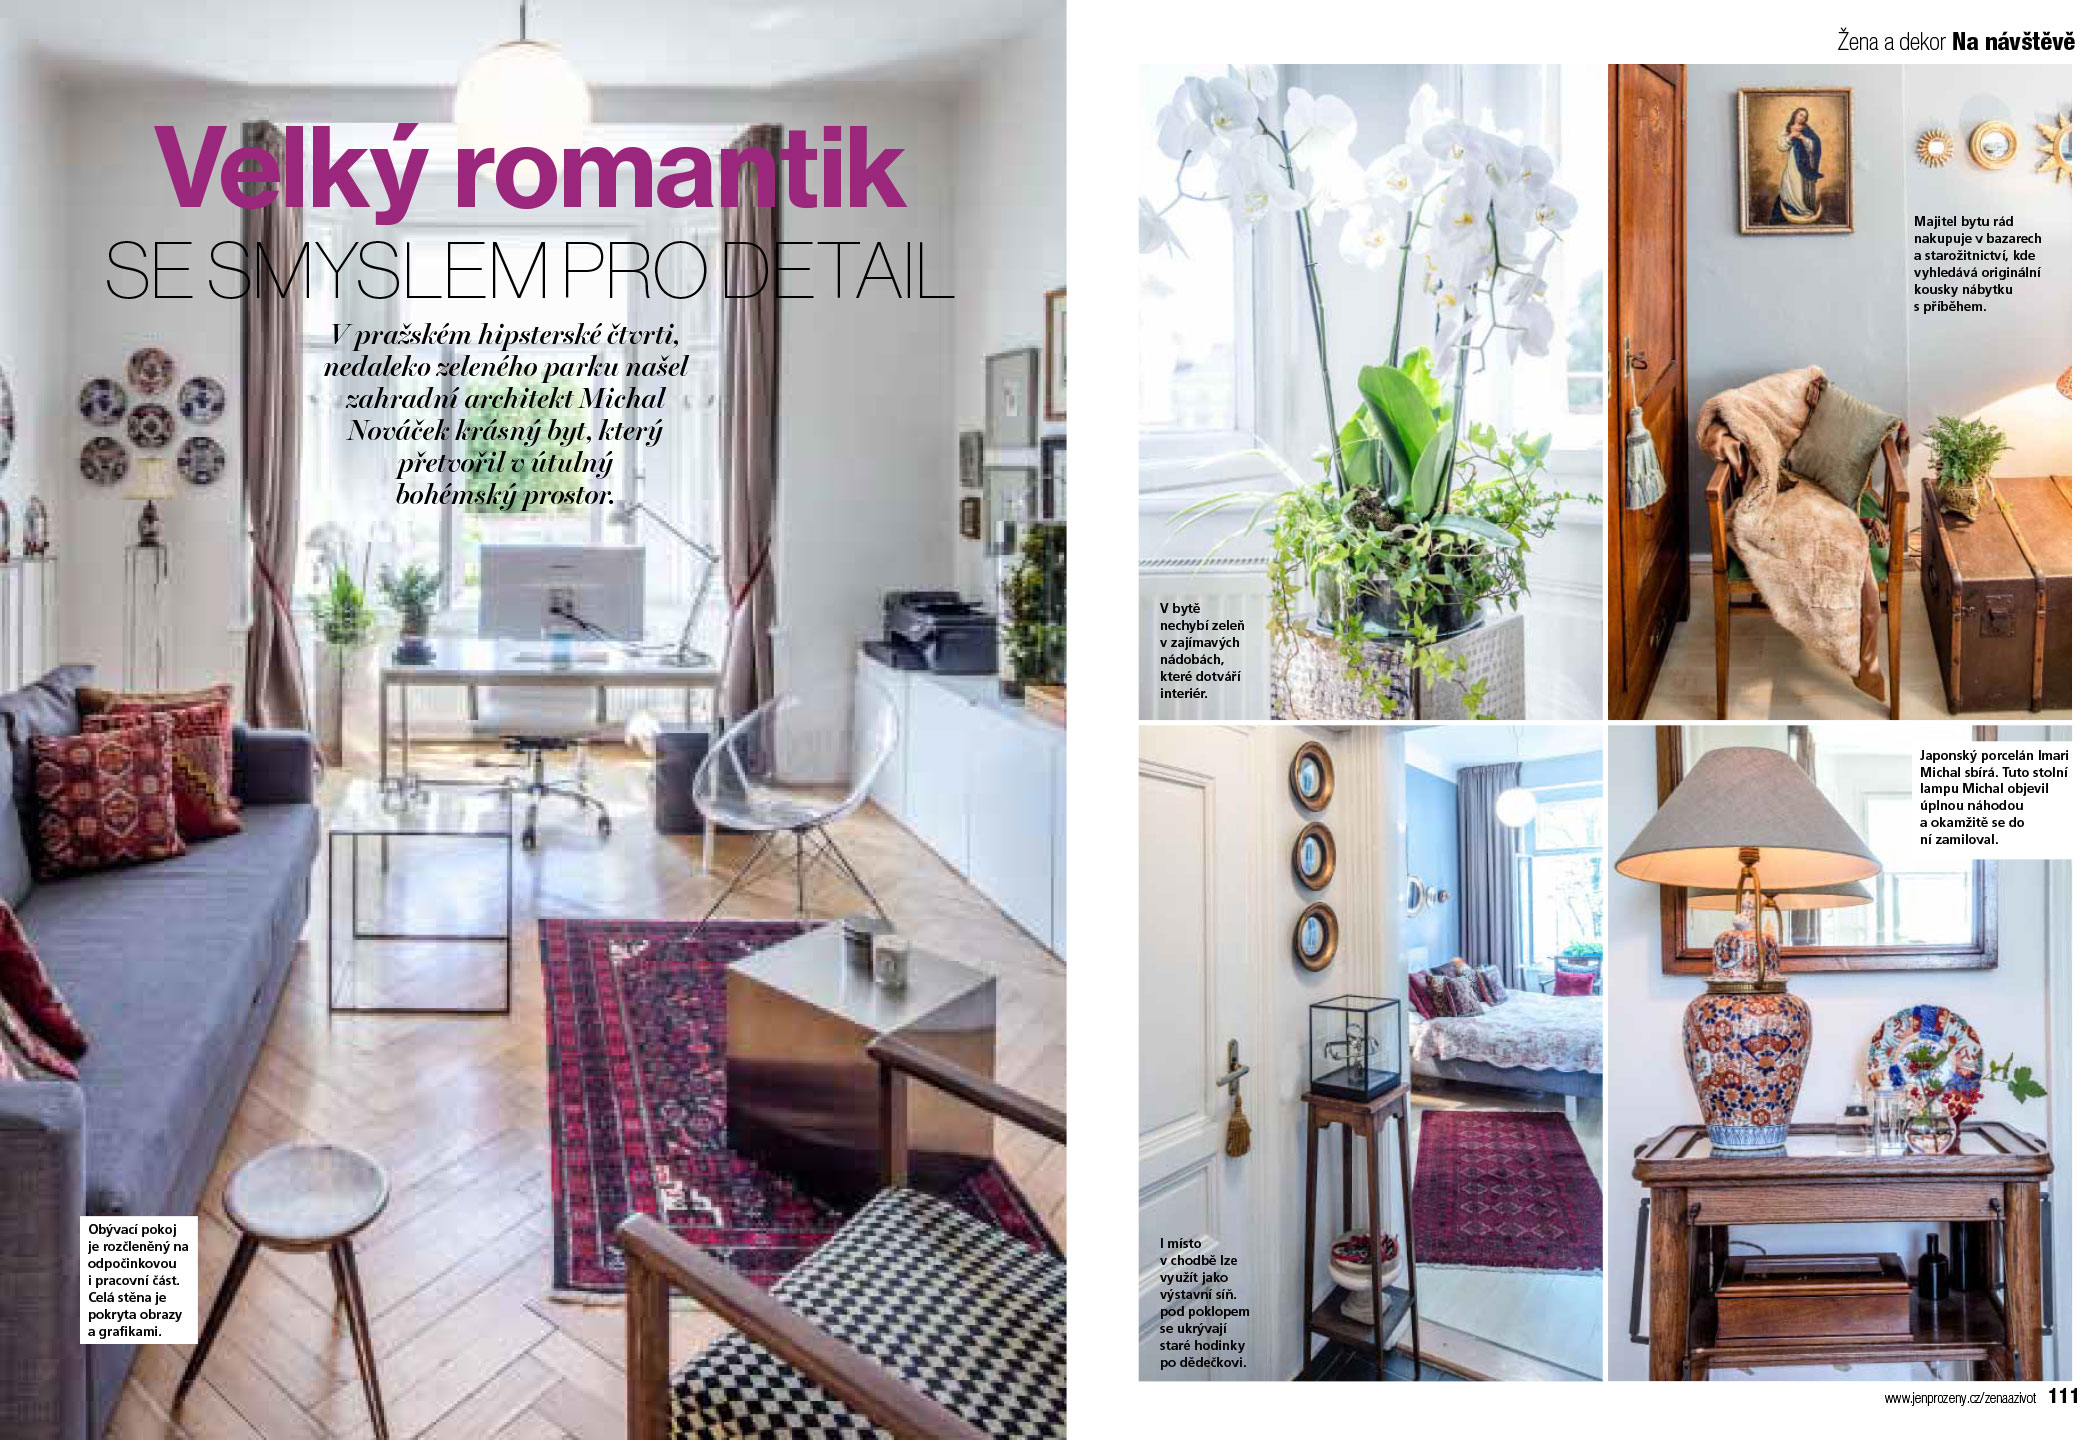 Velký romantik
SE SMYSLEM PRO DETAIL
V pražském hipsterské čtvrti,
nedaleko zeleného parku našel
zahradní architekt Michal
Nováček krásný byt, který
přetvořil v útulný
bohémský prostor.
Obývací pokoj
je rozčleněný na
odpočinkovou
i pracovní část.
Celá stěna je
pokryta obrazy
a grafikami.
Žena a dekor Na návštěvě
V bytě
nechybí zeleň
v zajímavých
nádobách,
které dotváří
interiér.
Majitel bytu rád
nakupuje v bazarech
a starožitnictví, kde
vyhledává originální
kousky nábytku
s příběhem.
I místo
v chodbě lze
využít jako
výstavní síň.
pod poklopem
se ukrývají
staré hodinky
po dědečkovi.
Japonský porcelán Imari
Michal sbírá. Tuto stolní
lampu Michal objevil
úplnou náhodou
a okamžitě se do
ní zamiloval.
www.jenprozeny.cz/zenaazivot 111